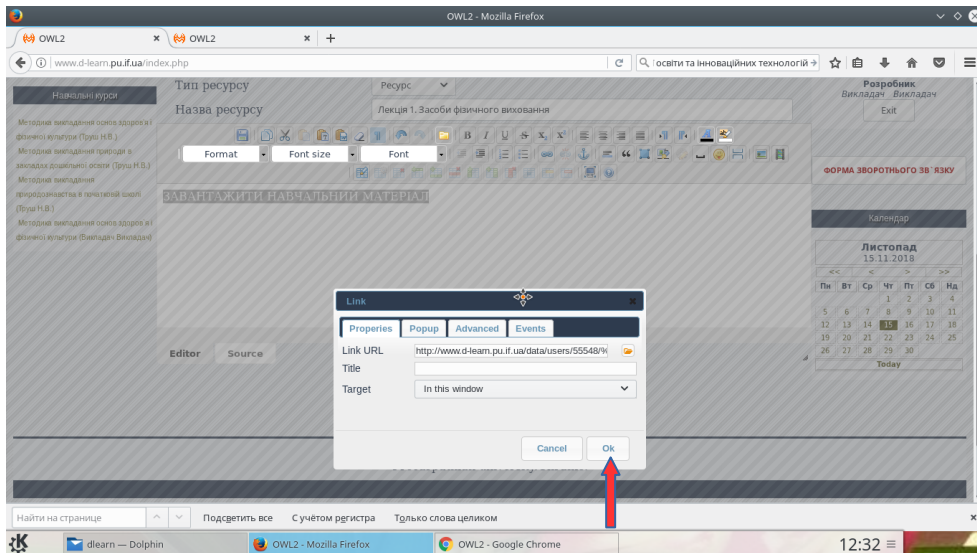 OWL2 - Mozilla Firefox
OWL2
OWL2
www.d-learn.pu.if.ua/index.php
освіти та інноваційних технологій
Навчальні курси
Методика викладання основ здоров'я і
фізичної культури (Труш Н.В.)
Методика викладання природи в
закладах дошкільної освіти (Труш Н.В.)
Методика викладання
природознавства в початковій школі
(Труш Н.В.)
Методика викладання основ здоров'я і
фізичної культури (Викладач Викладач)
Тип ресурсу
Ресурс
Назва ресурсу
Лекція 1. Засоби фізичного виховання
Format
Font size
Font
ЗАВАНТАЖИТИ НАВЧАЛЬНИЙ МАТЕРІАЛ
Editor
Source
Link
Properies
Popup
Advanced
Events
Link URL
http://www.d-learn.pu.if.ua/data/users/55548/%
Title
Target
In this window
Cancel
Ok
Розробник
Викладач Викладач
Exit
ФОРМА ЗВОРОТНЬОГО ЗВ`ЯЗКУ
Календар
Листопад
15.11.2018
<< < > >>
Пн Вт Ср Чт Пт Сб Нд
1 2 3 4
5 6 7 8 9 10 11
12 13 14 15 16 17 18
19 20 21 22 23 24 25
26 27 28 29 30
Today
Найти на странице
Подсветить все
С учётом регистра
Только слова целиком
dlearn — Dolphin
OWL2 - Mozilla Firefox
OWL2 - Google Chrome
12:32